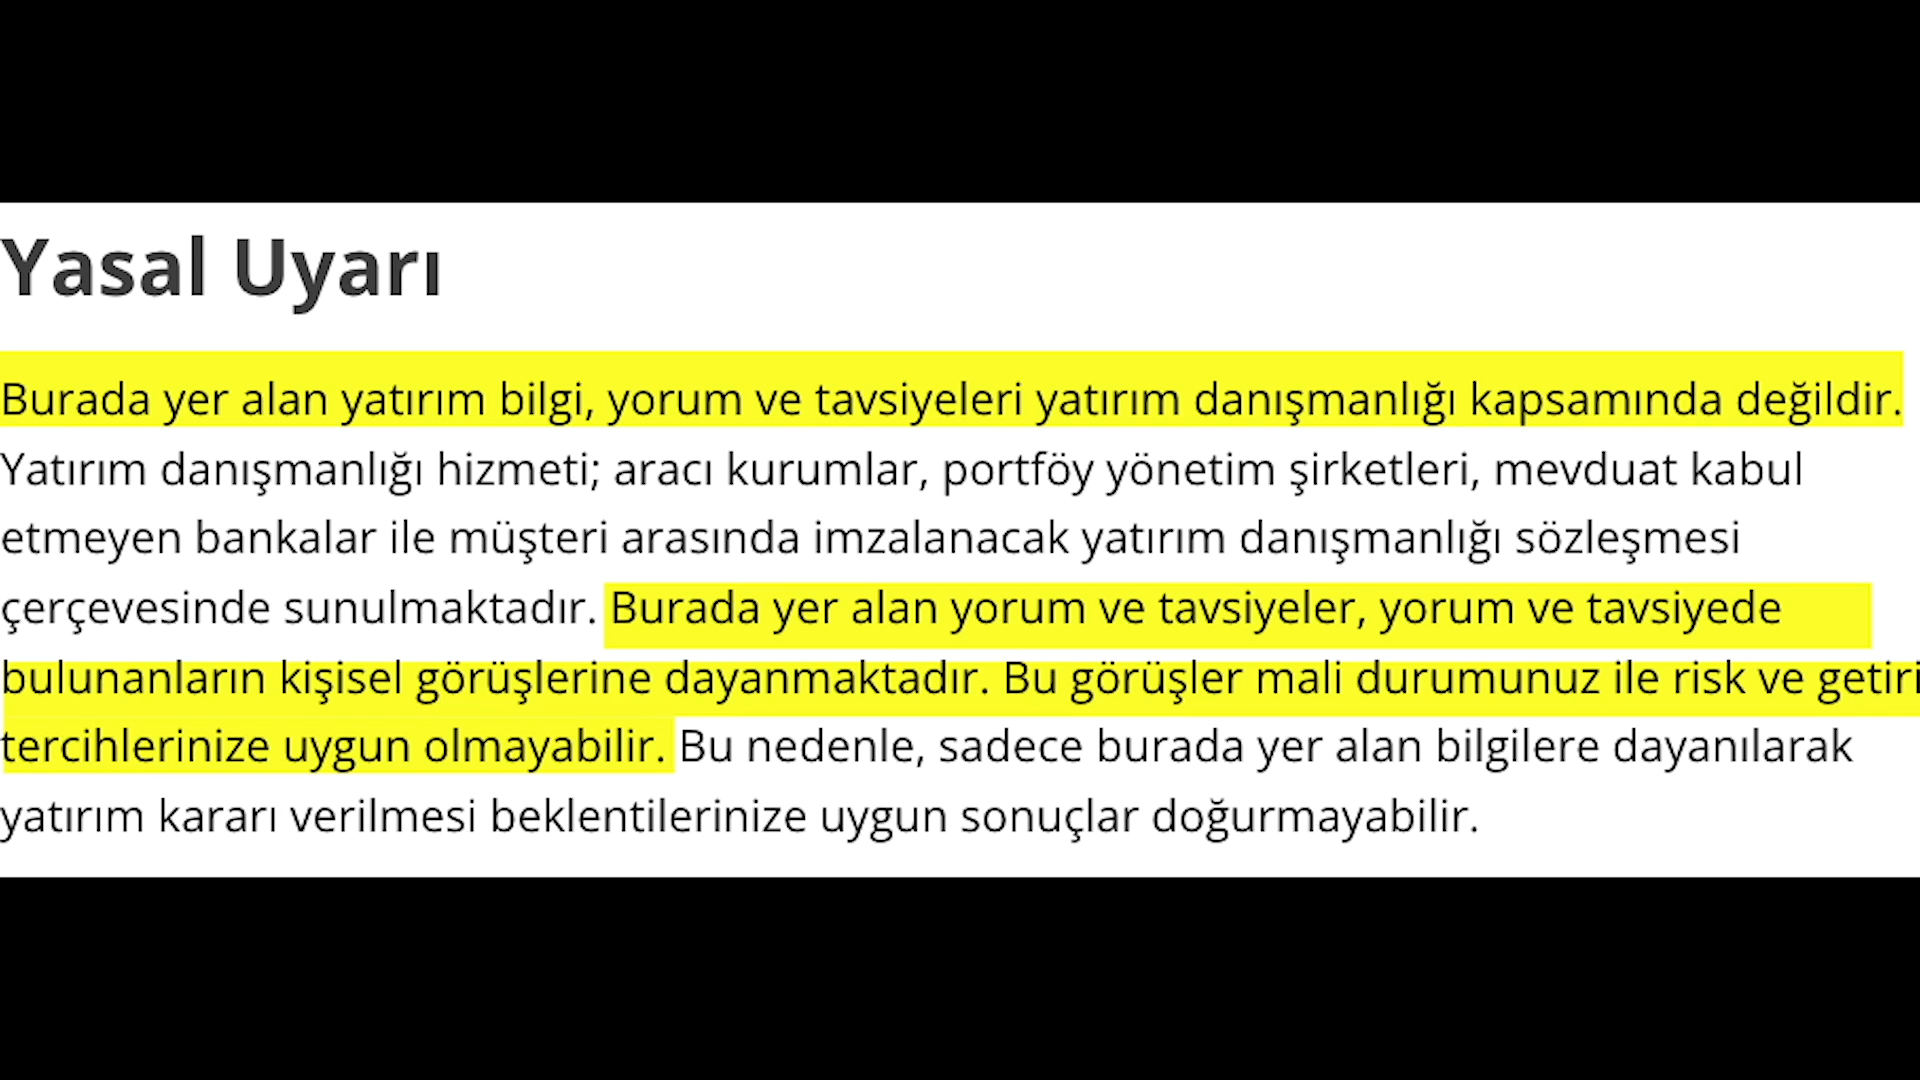 Yasal Uyarı
Burada yer alan yatırım bilgi, yorum ve tavsiyeleri yatırım danışmanlığı kapsamında değildir.
Yatırım danışmanlığı hizmeti; aracı kurumlar, portföy yönetim şirketleri, mevduat kabul
etmeyen bankalar ile müşteri arasında imzalanacak yatırım danışmanlığı sözleşmesi
çerçevesinde sunulmaktadır. Burada yer alan yorum ve tavsiyeler, yorum ve tavsiyede
bulunanların kişisel görüşlerine dayanmaktadır. Bu görüşler mali durumunuz ile risk ve getiri
tercihlerinize uygun olmayabilir. Bu nedenle, sadece burada yer alan bilgilere dayanılarak
yatırım kararı verilmesi beklentilerinize uygun sonuçlar doğurmayabilir.